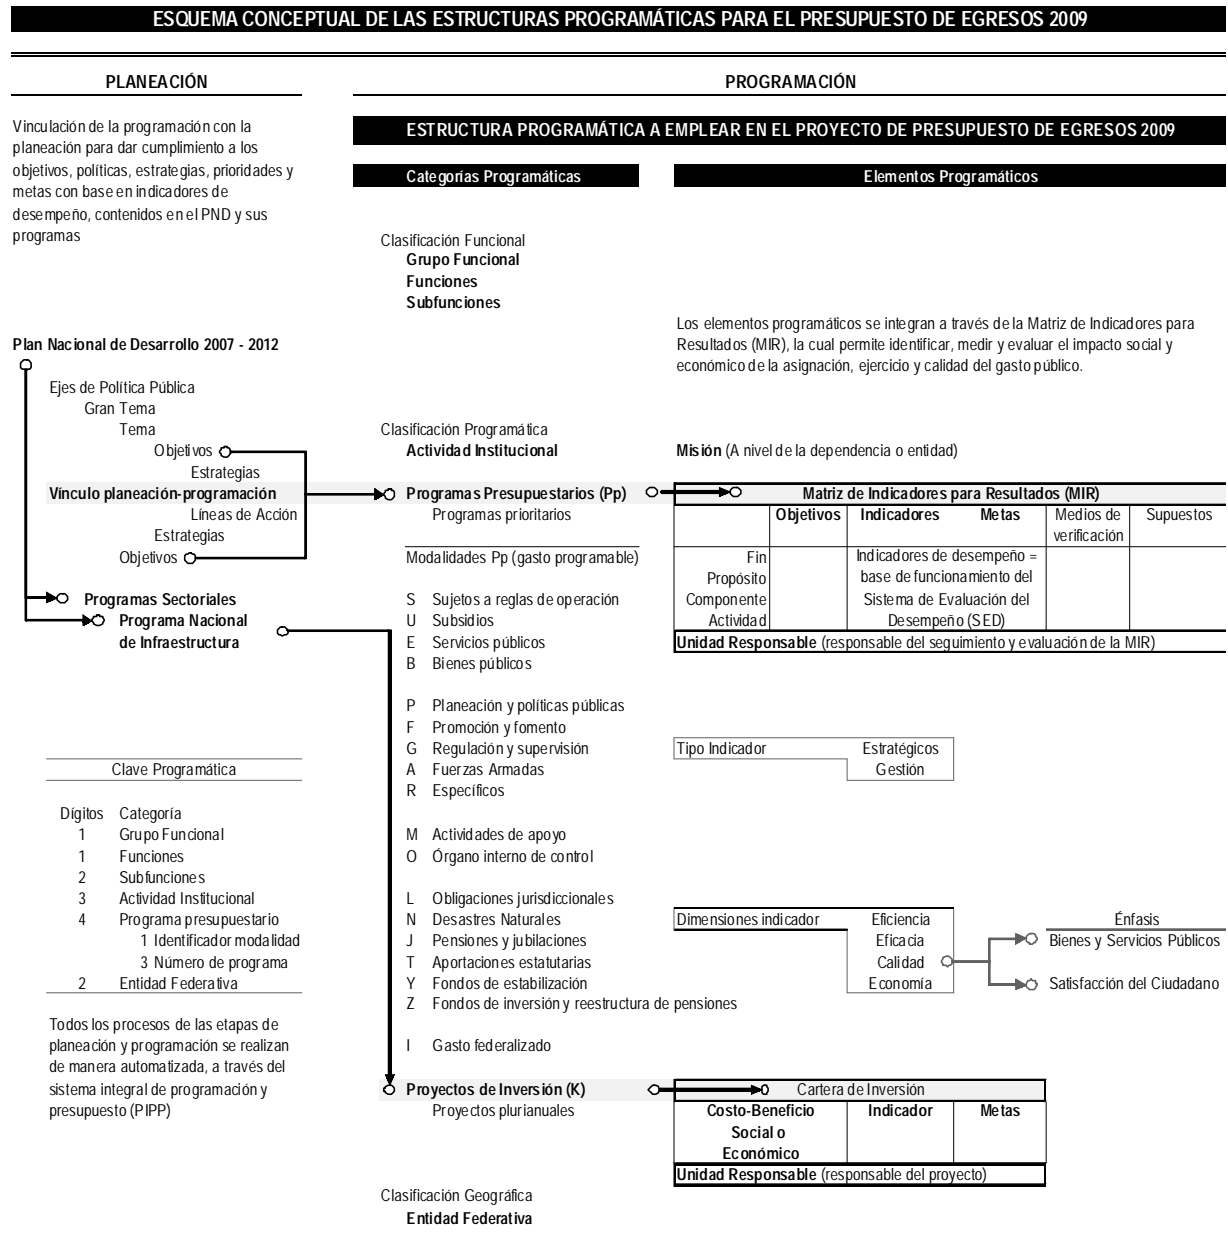 ESQUEMA CONCEPTUAL DE LAS ESTRUCTURAS PROGRAMÁTICAS PARA EL PRESUPUESTO DE EGRESOS 2009
PLANEACIÓN
Vinculación de la programación con la
planeación para dar cumplimiento a los
objetivos, políticas, estrategias, prioridades y
metas con base en indicadores de
desempeño, contenidos en el PND y sus
programas
Plan Nacional de Desarrollo 2007 - 2012
Ejes de Política Pública
Gran Tema
Tema
Objetivos
Estrategias
Vínculo planeación-programación
Líneas de Acción
Estrategias
Objetivos
Programas Sectoriales
Programa Nacional
de Infraestructura
Clave Programática
Dígitos Categoría
1 Grupo Funcional
1 Funciones
2 Subfunciones
3 Actividad Institucional
4 Programa presupuestario
1 Identificador modalidad
3 Número de programa
2 Entidad Federativa
Todos los procesos de las etapas de
planeación y programación se realizan
de manera automatizada, a través del
sistema integral de programación y
presupuesto (PIPP)
PROGRAMACIÓN
ESTRUCTURA PROGRAMÁTICA A EMPLEAR EN EL PROYECTO DE PRESUPUESTO DE EGRESOS 2009
Categorías Programáticas
Clasificación Funcional
Grupo Funcional
Funciones
Subfunciones
Clasificación Programática
Actividad Institucional
Programas Presupuestarios (Pp)
Programas prioritarios
Modalidades Pp (gasto programable)
S Sujetos a reglas de operación
U Subsidios
E Servicios públicos
B Bienes públicos
P Planeación y políticas públicas
F Promoción y fomento
G Regulación y supervisión
A Fuerzas Armadas
R Específicos
M Actividades de apoyo
O Órgano interno de control
L Obligaciones jurisdiccionales
N Desastres Naturales
J Pensiones y jubilaciones
T Aportaciones estatutarias
Y Fondos de estabilización
Z Fondos de inversión y reestructura de pensiones
I Gasto federalizado
Proyectos de Inversión (K)
Proyectos plurianuales
Clasificación Geográfica
Entidad Federativa
Elementos Programáticos
Los elementos programáticos se integran a través de la Matriz de Indicadores para
Resultados (MIR), la cual permite identificar, medir y evaluar el impacto social y
económico de la asignación, ejercicio y calidad del gasto público.
Misión (A nivel de la dependencia o entidad)
Matriz de Indicadores para Resultados (MIR)
Objetivos Indicadores Metas Medios de Supuestos
verificación
Fin Indicadores de desempeño =
Propósito base de funcionamiento del
Componente Sistema de Evaluación del
Actividad Desempeño (SED)
Unidad Responsable (responsable del seguimiento y evaluación de la MIR)
Tipo Indicador Estratégicos
Gestión
Dimensiones indicador Eficiencia Énfasis
Eficacia Bienes y Servicios Públicos
Calidad
Economía Satisfacción del Ciudadano
Cartera de Inversión
Costo-Beneficio Indicador Metas
Social o
Económico
Unidad Responsable (responsable del proyecto)